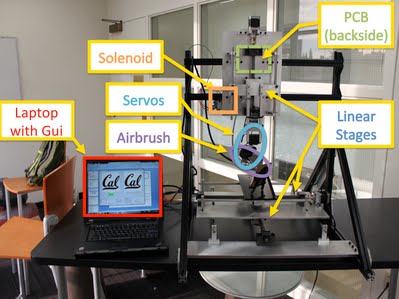 PCB
(backside)
Solenoid
Servos
Airbrush
Laptop
with Gui
Linear
Stages
Cal Cal